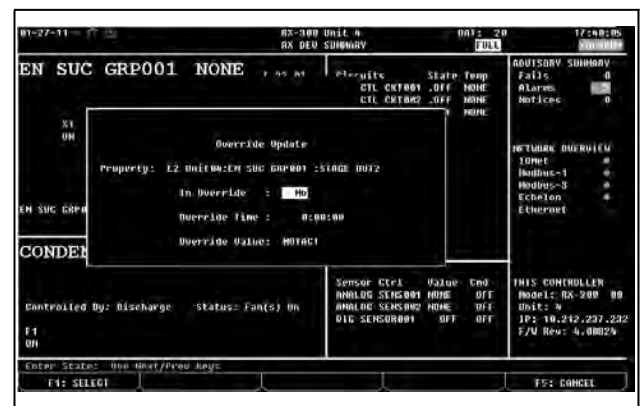 01-27-11
RX-300 Unit 4
OAT: 20
17:40:05
RX DEV SUMMARY
FULL
EN SUC GRP001 NONE
Circuits State Temp
CTL CKT001 .OFF NONE
CTL CKT002 .OFF NONE
NONE
X1
ON
ADVISORY SUMMARY
Fails 0
Alarms
Notices 0
Override Update
Property: E2 Unit04:EN SUC GRP001 :STAGE OUT2
In Override : No
Override Time : 0:00:00
Override Value: NOTACT
NETWORK OVERVIEW
IONet
Modbus-1
Modbus-3
Echelon
Ethernet
EN SUC GRP0
CONDEN
Controlled By: Discharge Status: Fan(s) On
F1
ON
Sensor Ctrl Value Cmd
ANALOG SENS001 NONE OFF
ANALOG SENS002 NONE OFF
DIG SENSOR001 OFF OFF
THIS CONTROLLER
Model: RX-300 00
Unit: 4
IP: 10.212.237.232
F/W Rev: 4.00B24
Enter State: Use Next/Prev Keys
F1: SELECT
F5: CANCEL